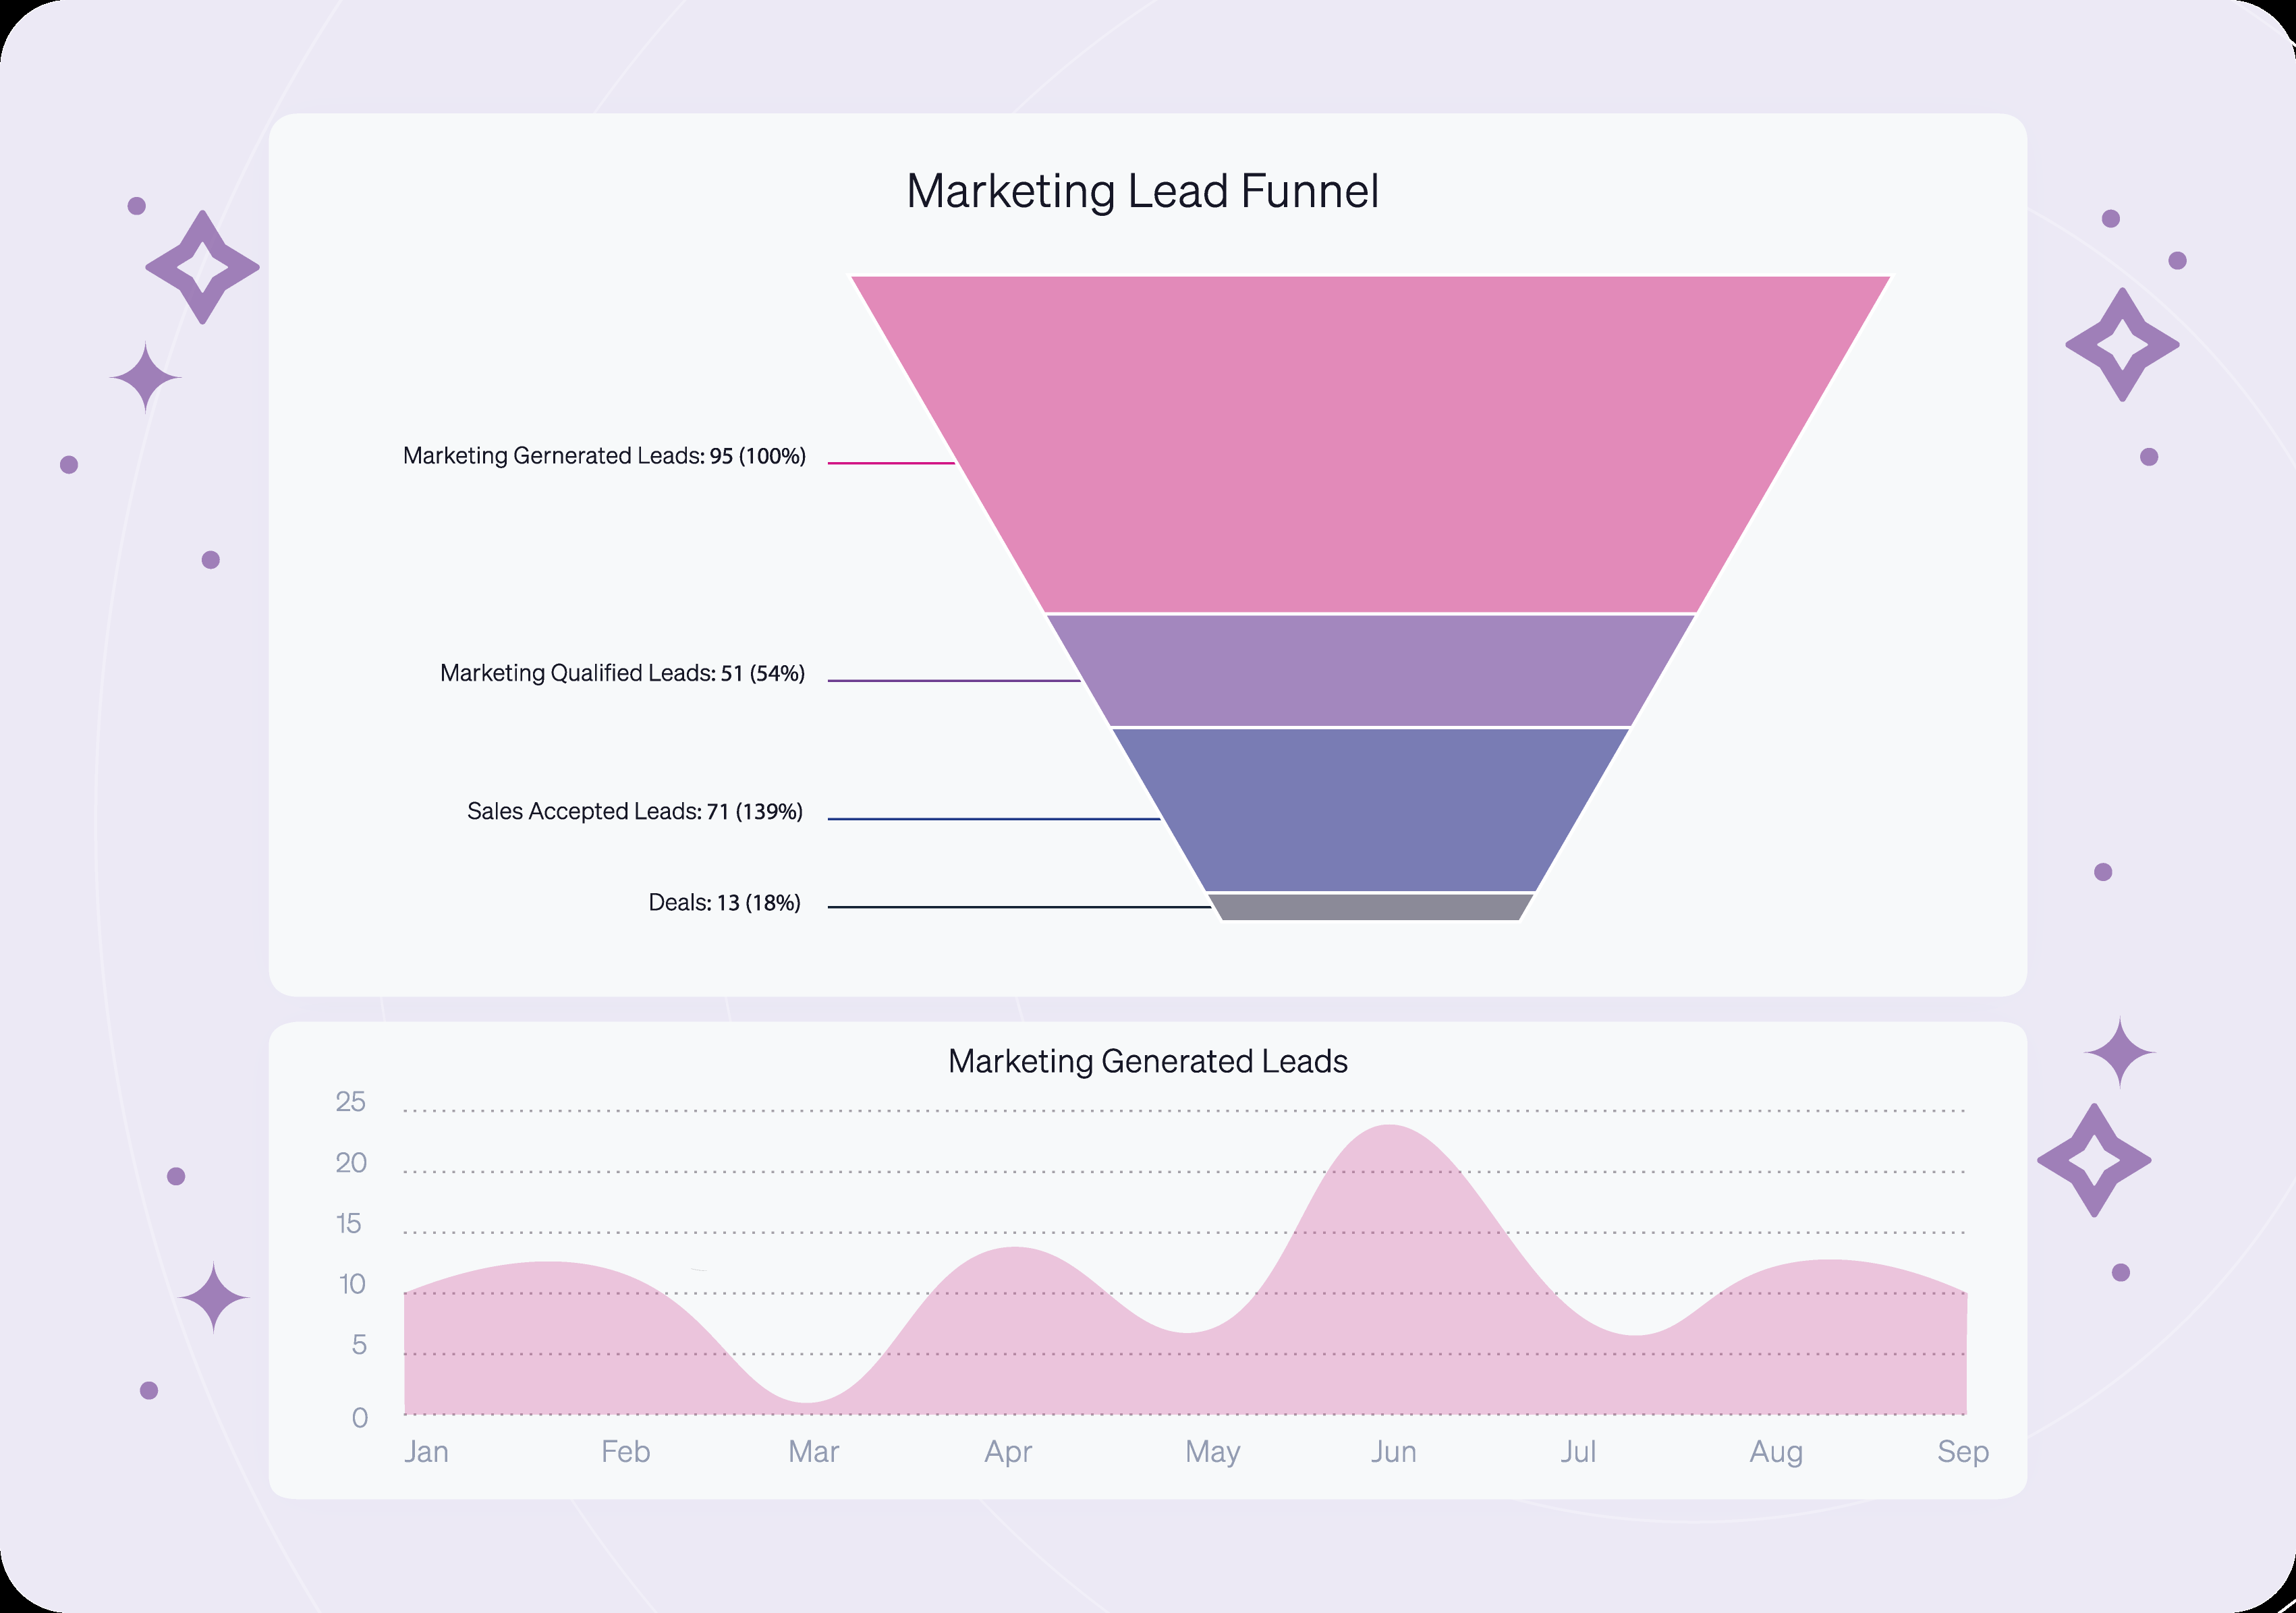 Marketing Lead Funnel
Marketing Gernerated Leads: 95 (100%)
Marketing Qualified Leads: 51 (54%)
Sales Accepted Leads: 71 (139%)
Deals: 13 (18%)
Marketing Generated Leads
25
20
15
10
5
0
Jan Feb Mar Apr May Jun Jul Aug Sep